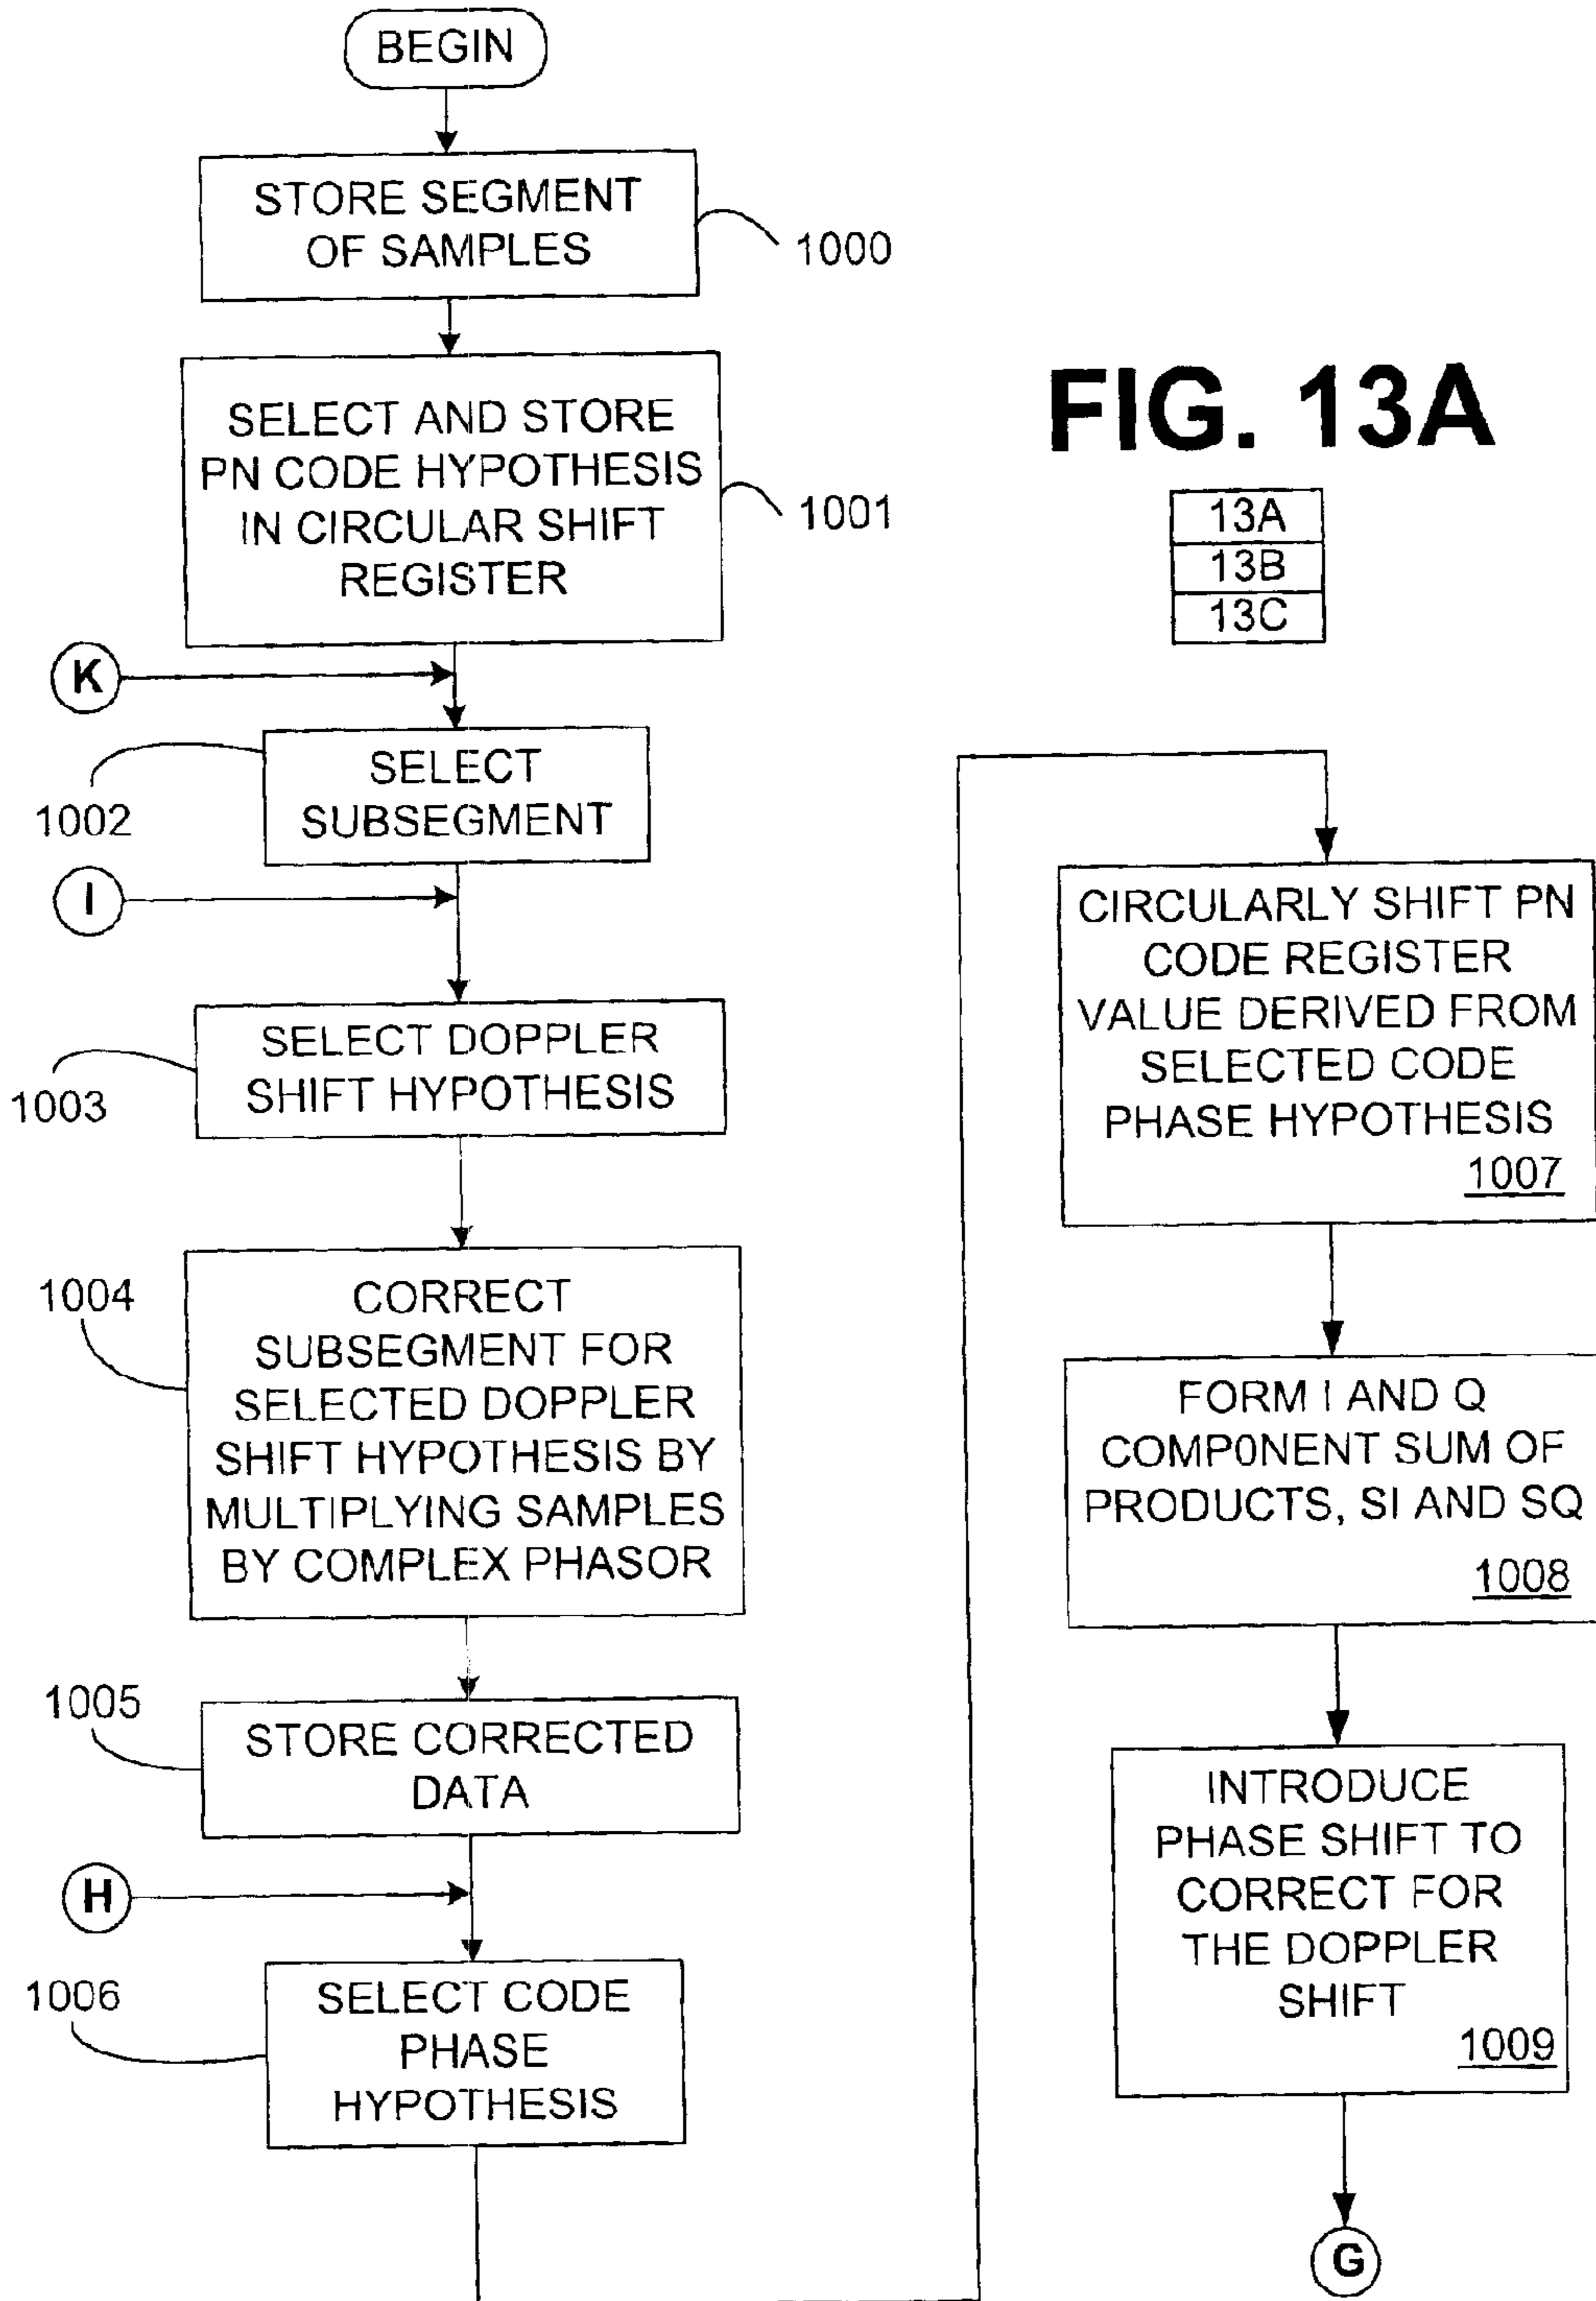 BEGIN
STORE SEGMENT
OF SAMPLES
1000
SELECT AND STORE
PN CODE HYPOTHESIS
IN CIRCULAR SHIFT
REGISTER
1001
K
SELECT
SUBSEGMENT
1002
I
SELECT DOPPLER
SHIFT HYPOTHESIS
1003
CORRECT
SUBSEGMENT FOR
SELECTED DOPPLER
SHIFT HYPOTHESIS BY
MULTIPLYING SAMPLES
BY COMPLEX PHASOR
1004
STORE CORRECTED
DATA
1005
H
SELECT CODE
PHASE
HYPOTHESIS
1006
FIG. 13A
13A
13B
13C
CIRCULARLY SHIFT PN
CODE REGISTER
VALUE DERIVED FROM
SELECTED CODE
PHASE HYPOTHESIS
1007
FORM I AND Q
COMP0NENT SUM OF
PRODUCTS, SI AND SQ
1008
INTRODUCE
PHASE SHIFT TO
CORRECT FOR
THE DOPPLER
SHIFT
1009
G